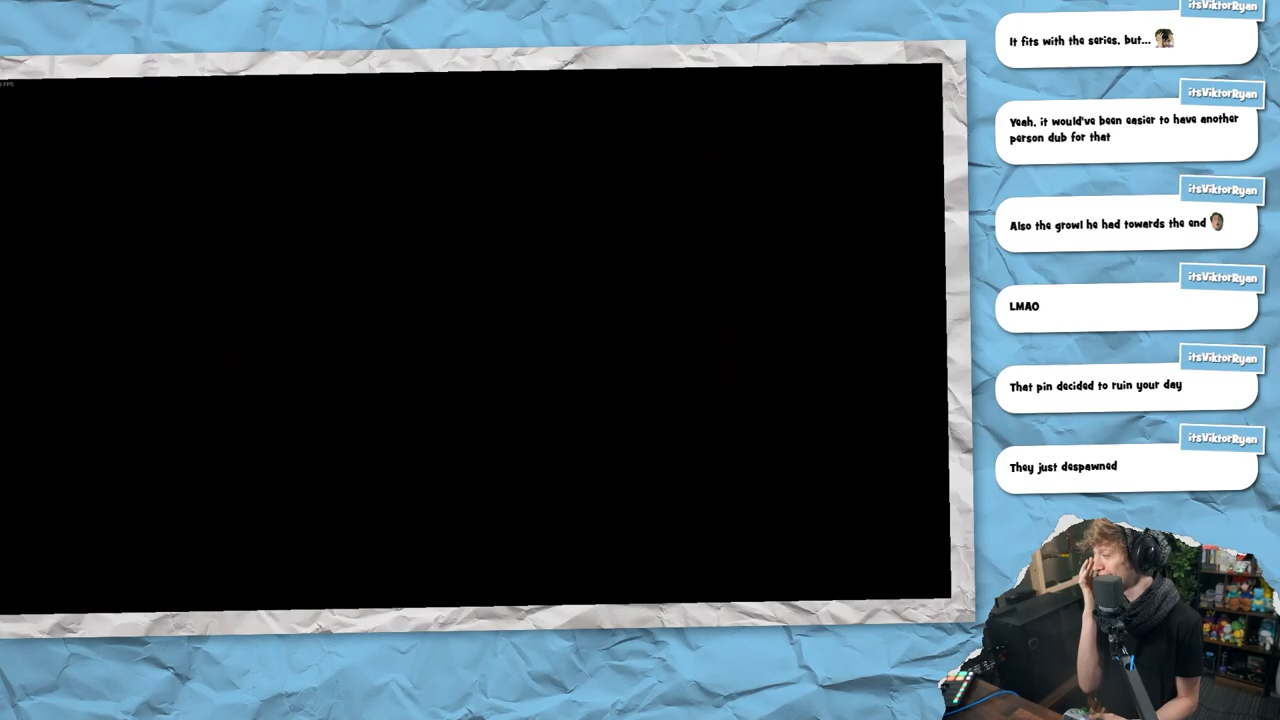 FPS
itsViktorRyan
It fits with the series, but...
itsViktorRyan
Yeah, it would've been easier to have another
person dub for that
itsViktorRyan
Also the growl he had towards the end
itsViktorRyan
LMAO
itsViktorRyan
That pin decided to ruin your day
itsViktorRyan
They just despawned